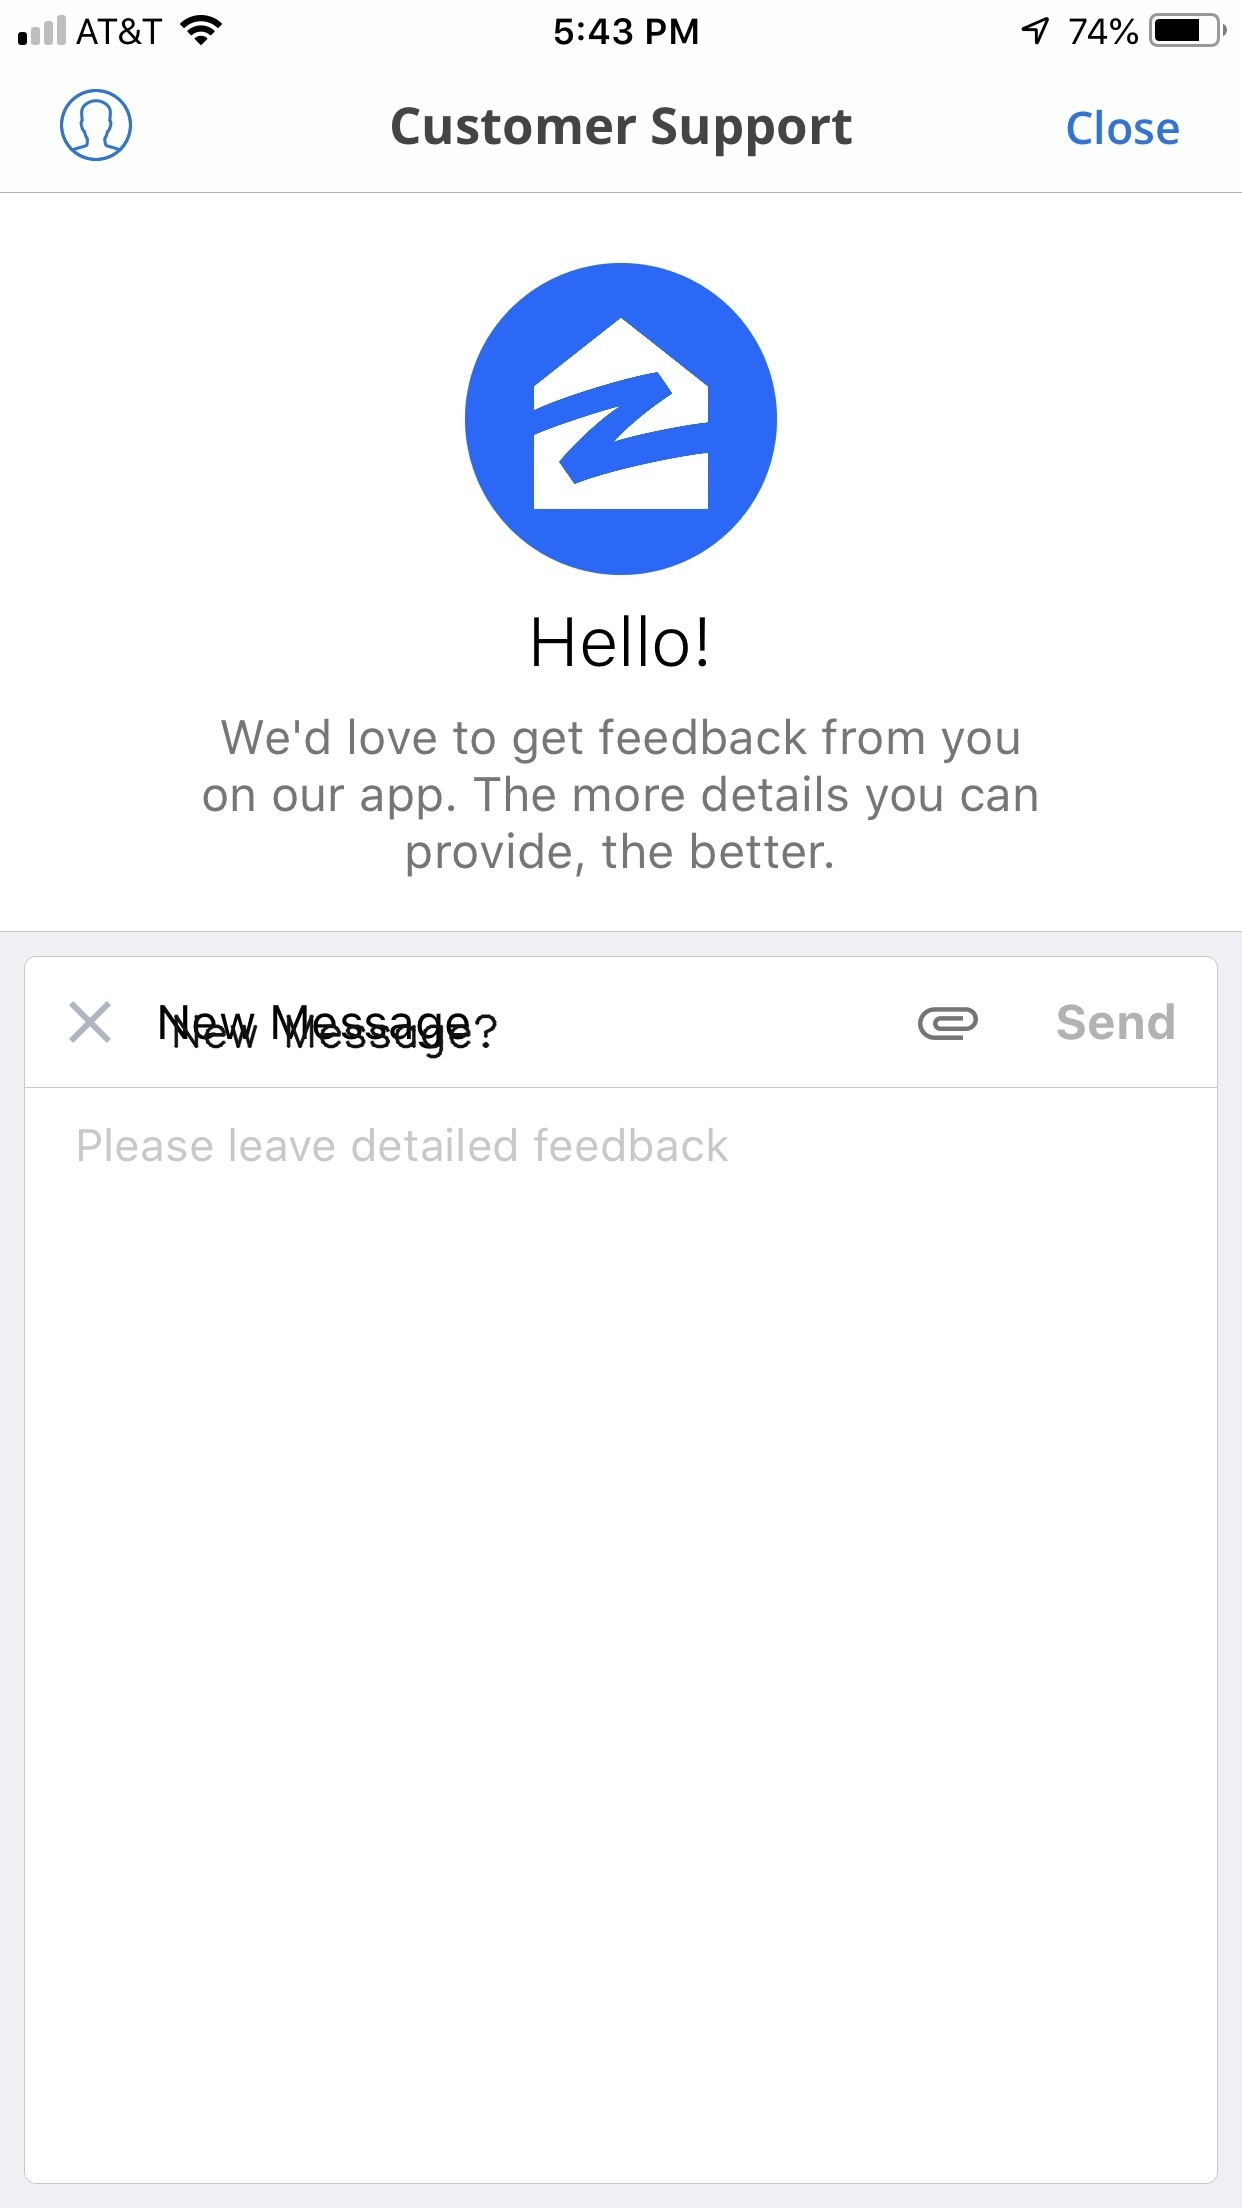 AT&T 5:43 PM 74%
Customer Support Close
Hello!
We'd love to get feedback from you
on our app. The more details you can
provide, the better.
New Message
New Message?
Send
Please leave detailed feedback